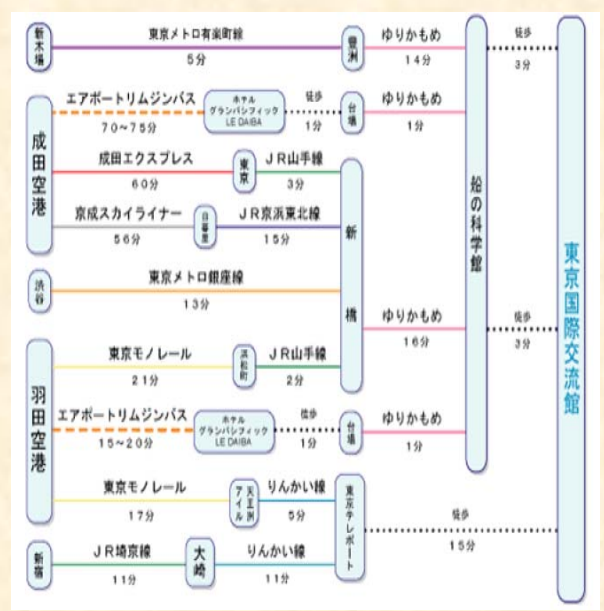 新木場
東京メトロ有楽町線
5分
豊洲
ゆりかもめ
14分
徒歩
3分
成田空港
エアポートリムジンバス
70～75分
ホテル
グランパシフィック
LE DAIBA
徒歩
1分
台場
ゆりかもめ
1分
成田エクスプレス
60分
東京
JR山手線
3分
京成スカイライナー
56分
日暮里
JR京浜東北線
15分
新橋
船の科学館
東京国際交流館
渋谷
東京メトロ銀座線
13分
ゆりかもめ
16分
徒歩
3分
羽田空港
東京モノレール
21分
浜松町
JR山手線
2分
エアポートリムジンバス
15～20分
ホテル
グランパシフィック
LE DAIBA
徒歩
1分
台場
ゆりかもめ
1分
東京モノレール
17分
天王洲
アイル
りんかい線
5分
東京テレポート
徒歩
15分
新宿
JR埼京線
11分
大崎
りんかい線
11分